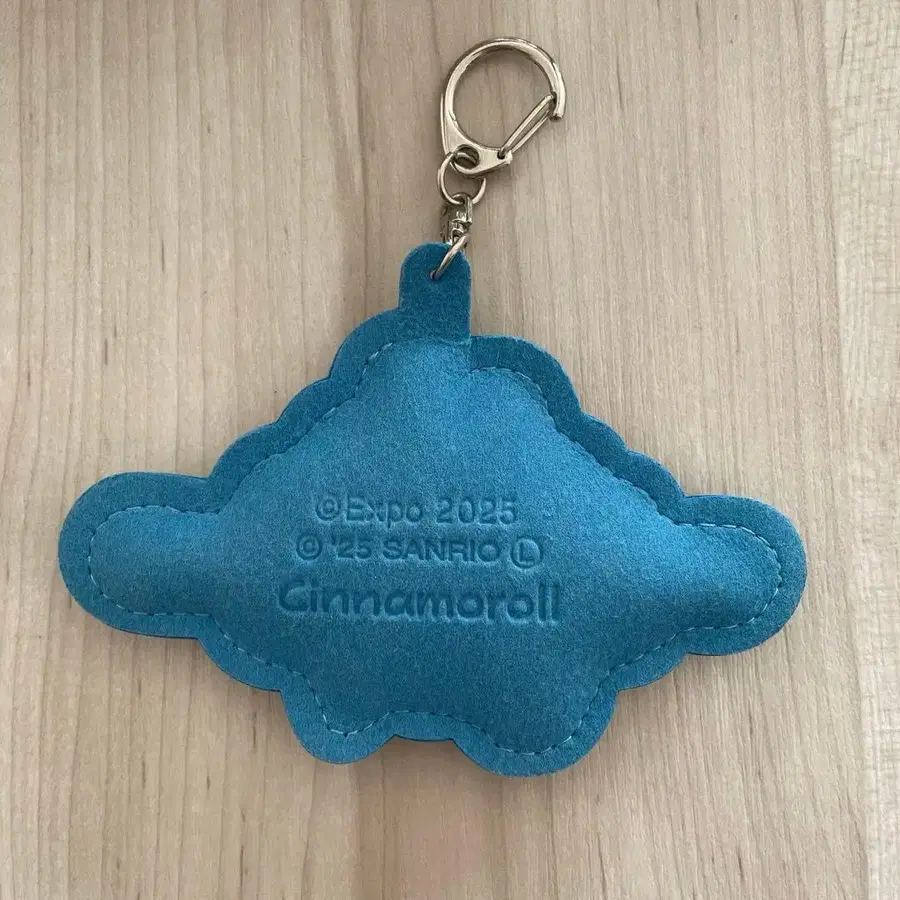 ©Expo 2025
© '25 SANRIO Ⓛ
Cinnamoroll